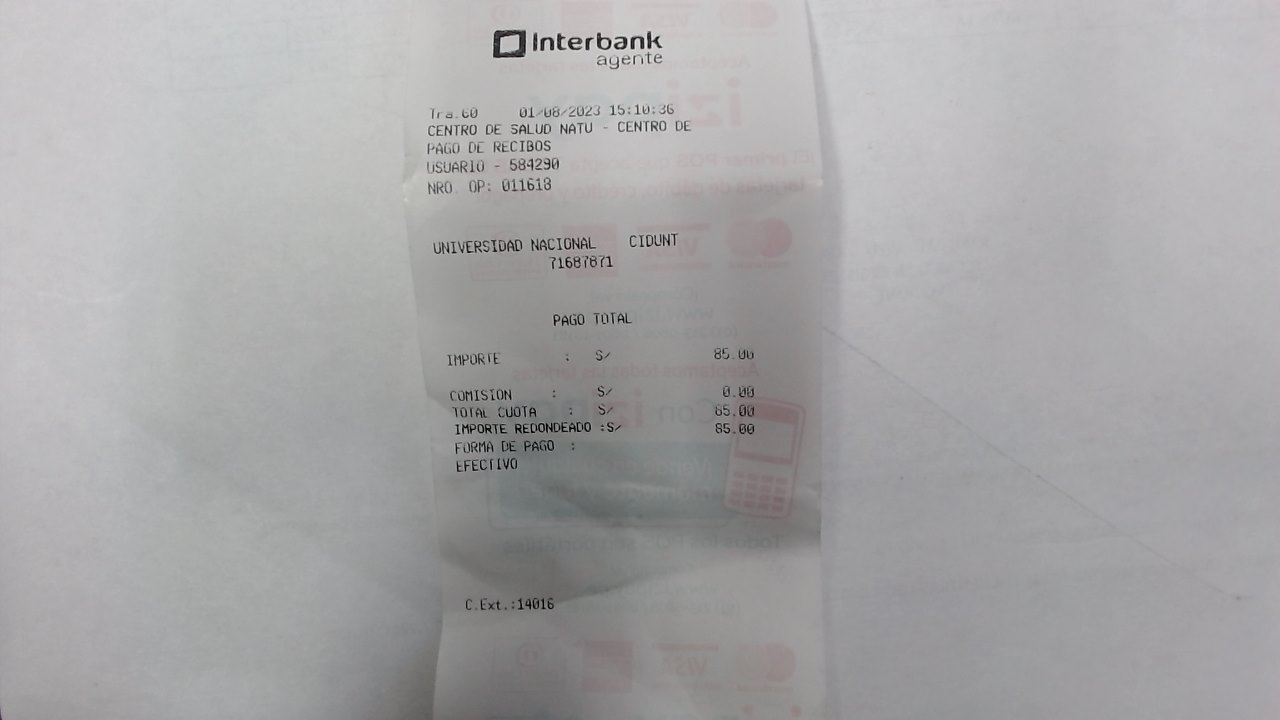 Interbank
agente
Tra.60 01/08/2023 15:10:36
CENTRO DE SALUD NATU - CENTRO DE
PAGO DE RECIBOS
USUARIO - 584290
NRO. OP: 011618
UNIVERSIDAD NACIONAL CIDUNT
71687871
PAGO TOTAL
IMPORTE : S/ 85.00
COMISION : S/ 0.00
TOTAL CUOTA : S/ 85.00
IMPORTE REDONDEADO :S/ 85.00
FORMA DE PAGO :
EFECTIVO
C.Ext.:14016